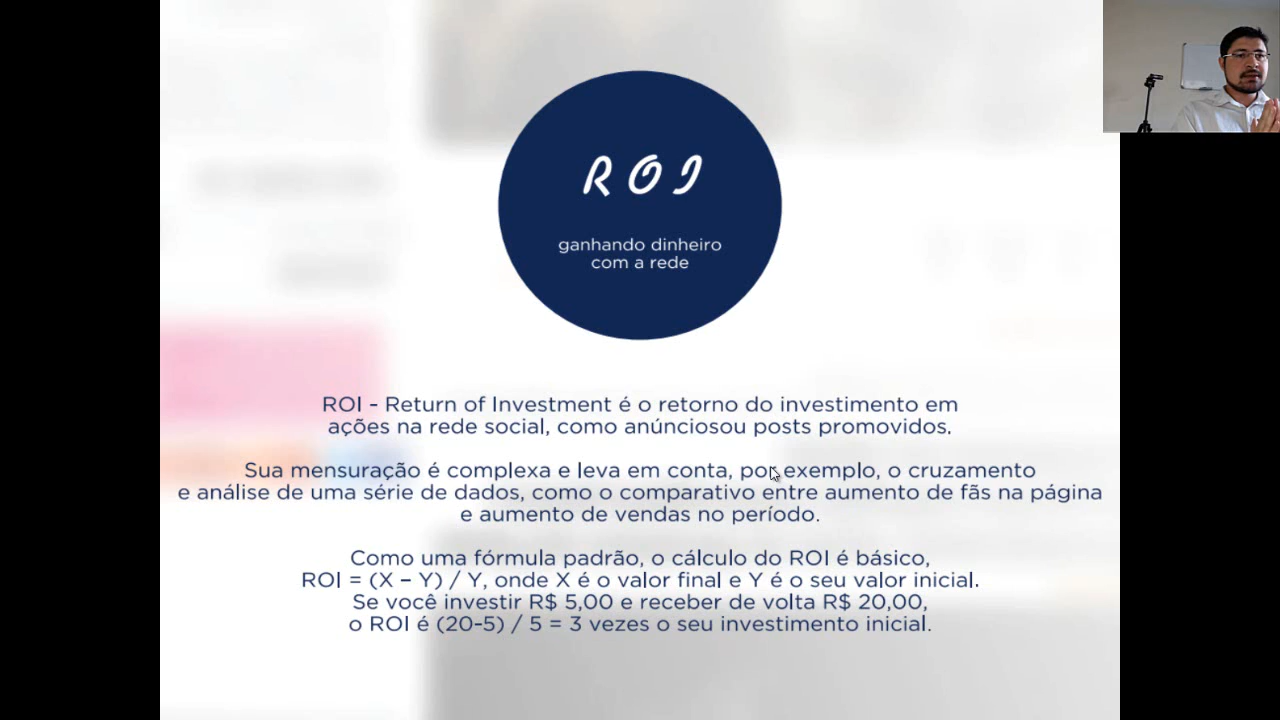 ROI
ganhando dinheiro
com a rede
ROI - Return of Investment é o retorno do investimento em
ações na rede social, como anúnciosou posts promovidos.
Sua mensuração é complexa e leva em conta, por exemplo, o cruzamento
e análise de uma série de dados, como o comparativo entre aumento de fãs na página
e aumento de vendas no período.
Como uma fórmula padrão, o cálculo do ROI é básico,
ROI = (X – Y) / Y, onde X é o valor final e Y é o seu valor inicial.
Se você investir R$ 5,00 e receber de volta R$ 20,00,
o ROI é (20-5) / 5 = 3 vezes o seu investimento inicial.